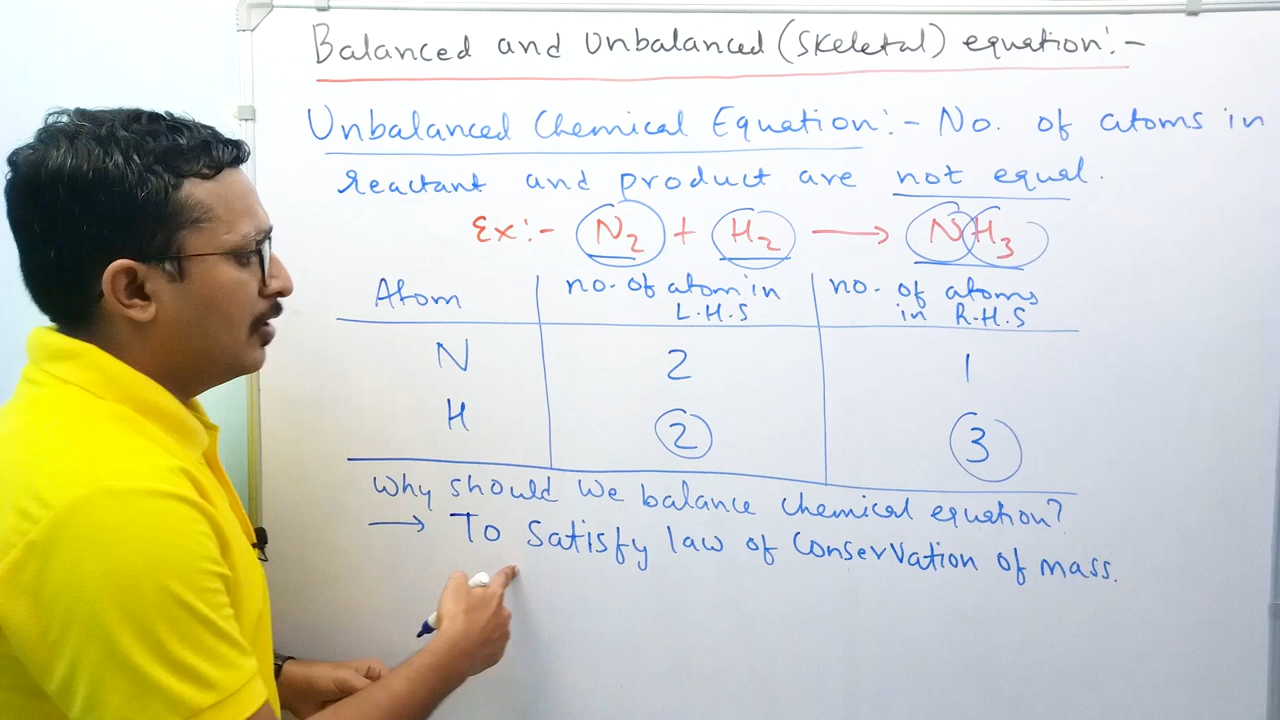 Balanced and Unbalanced (Skeletal) equation:-
Unbalanced Chemical Equation:- No. of atoms in
reactant and product are not equal.
Ex:- N₂ + H₂ ⟶ NH₃
Atom no. of atom in L.H.S no. of atoms in R.H.S
N 2 1
H 2 3
Why should we balance chemical equation?
→ To Satisfy law of Conservation of mass.